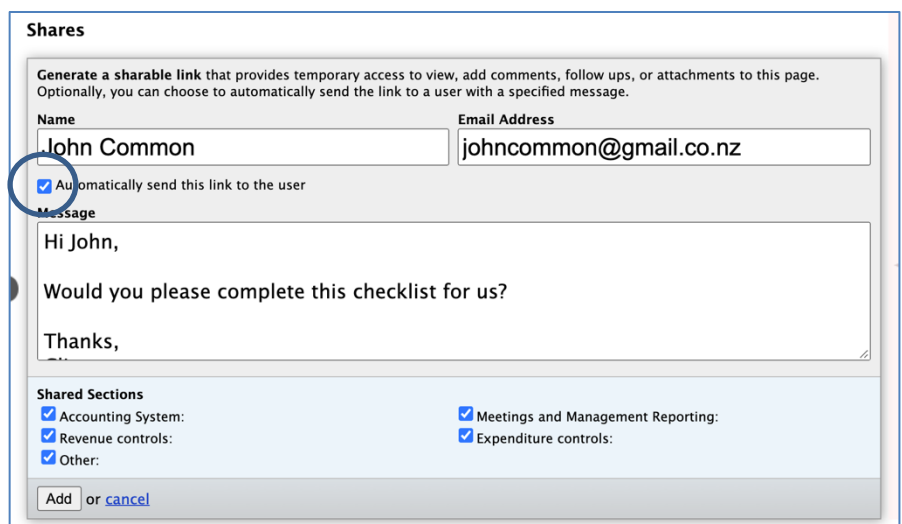 Shares
Generate a sharable link that provides temporary access to view, add comments, follow ups, or attachments to this page.
Optionally, you can choose to automatically send the link to a user with a specified message.
Name Email Address
John Common johncommon@gmail.co.nz
Automatically send this link to the user
Message
Hi John,
Would you please complete this checklist for us?
Thanks,
Shared Sections
Accounting System: Meetings and Management Reporting:
Revenue controls: Expenditure controls:
Other:
Add or cancel